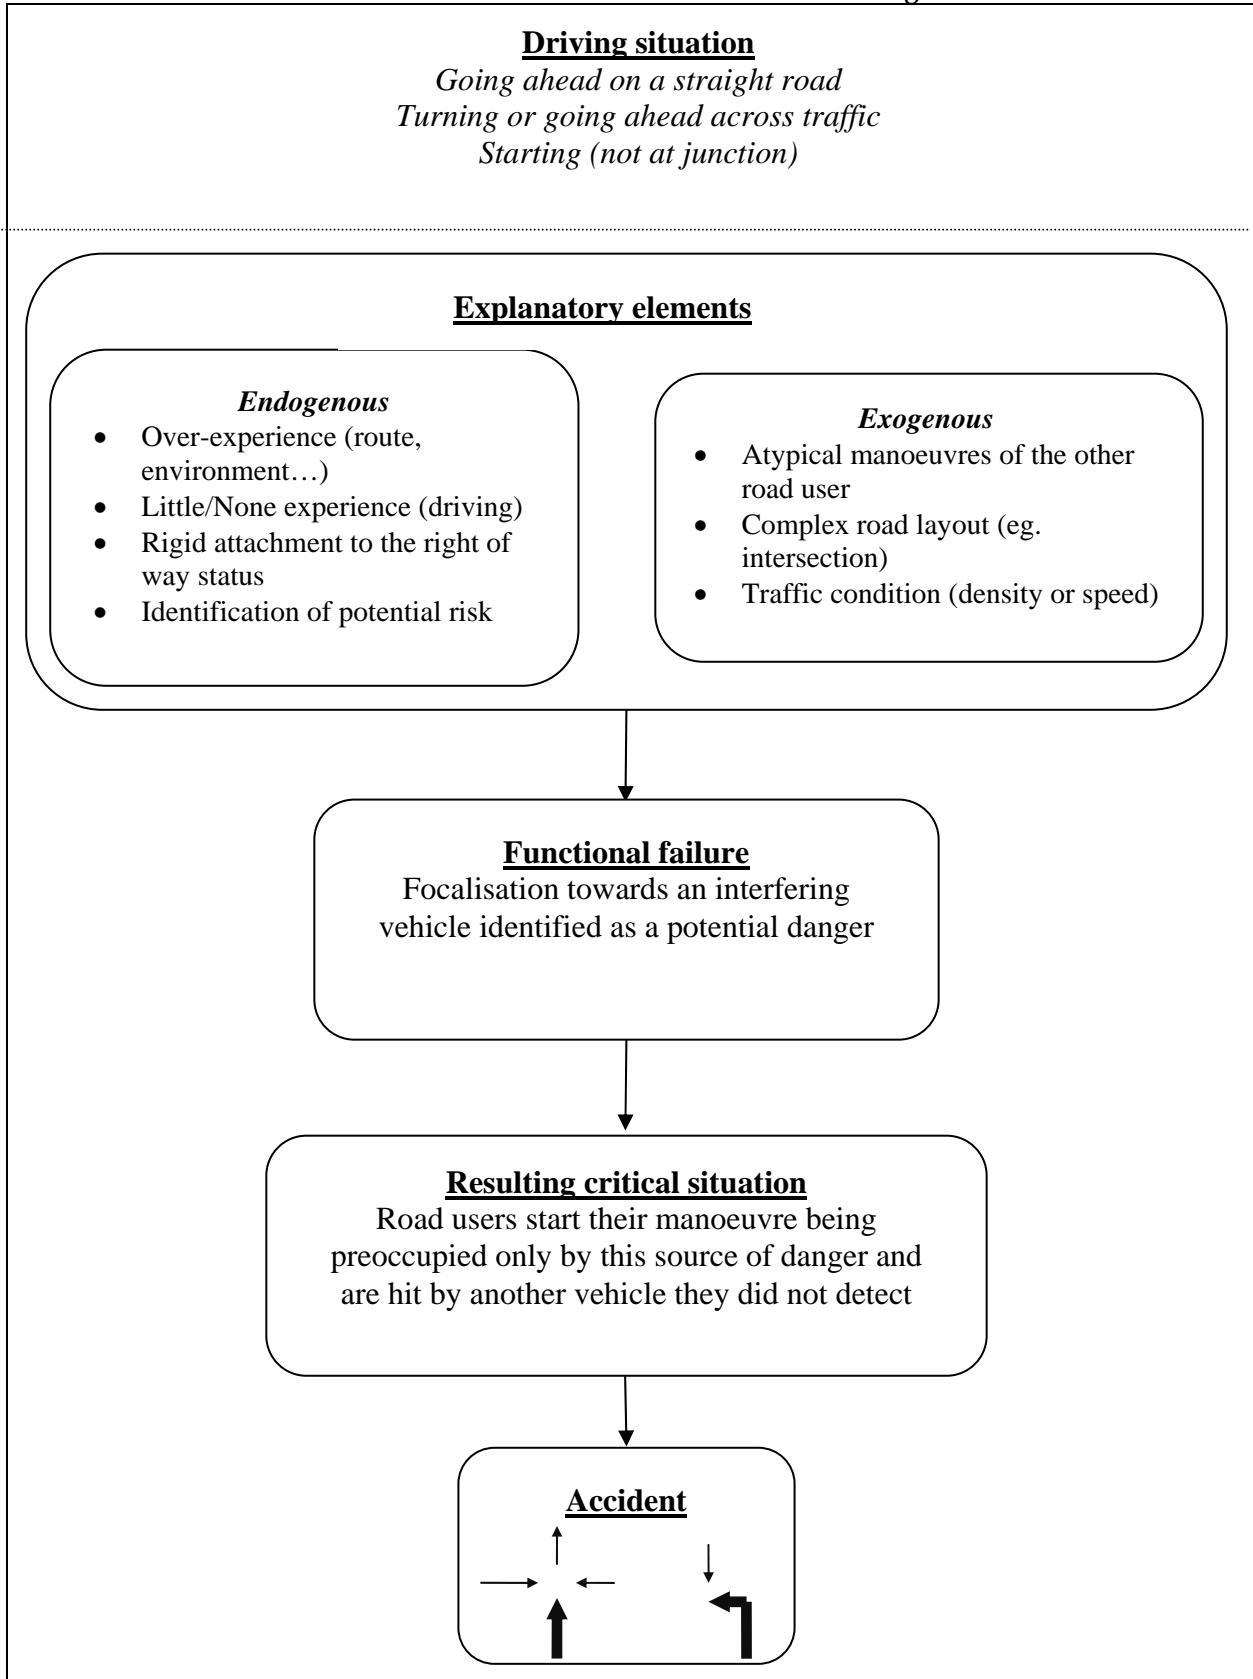 Driving situation
Going ahead on a straight road
Turning or going ahead across traffic
Starting (not at junction)
Explanatory elements
Endogenous
• Over-experience (route,
environment…)
• Little/None experience (driving)
• Rigid attachment to the right of
way status
• Identification of potential risk
Exogenous
• Atypical manoeuvres of the other
road user
• Complex road layout (eg.
intersection)
• Traffic condition (density or speed)
Functional failure
Focalisation towards an interfering
vehicle identified as a potential danger
Resulting critical situation
Road users start their manoeuvre being
preoccupied only by this source of danger and
are hit by another vehicle they did not detect
Accident